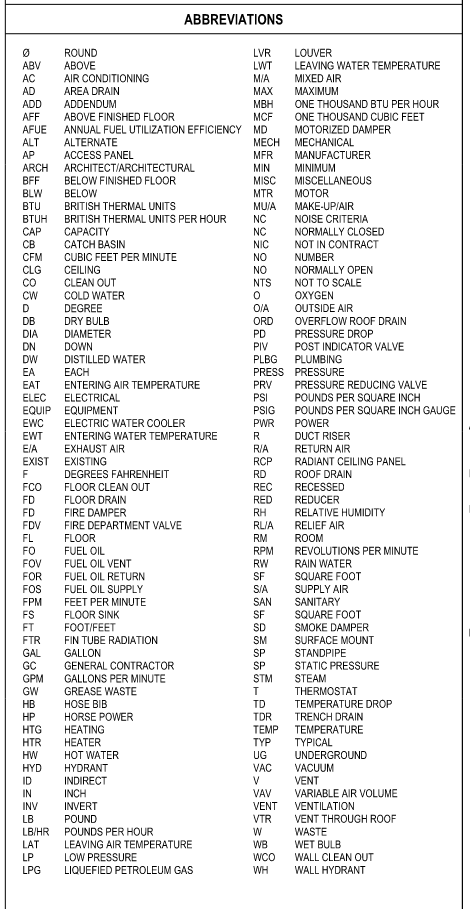 ABBREVIATIONS
Ø ROUND
ABV ABOVE
AC AIR CONDITIONING
AD AREA DRAIN
ADD ADDENDUM
AFF ABOVE FINISHED FLOOR
AFUE ANNUAL FUEL UTILIZATION EFFICIENCY
ALT ALTERNATE
AP ACCESS PANEL
ARCH ARCHITECT/ARCHITECTURAL
BFF BELOW FINISHED FLOOR
BLW BELOW
BTU BRITISH THERMAL UNITS
BTUH BRITISH THERMAL UNITS PER HOUR
CAP CAPACITY
CB CATCH BASIN
CFM CUBIC FEET PER MINUTE
CLG CEILING
CO CLEAN OUT
CW COLD WATER
D DEGREE
DB DRY BULB
DIA DIAMETER
DN DOWN
DW DISTILLED WATER
EA EACH
EAT ENTERING AIR TEMPERATURE
ELEC ELECTRICAL
EQUIP EQUIPMENT
EWC ELECTRIC WATER COOLER
EWT ENTERING WATER TEMPERATURE
E/A EXHAUST AIR
EXIST EXISTING
F DEGREES FAHRENHEIT
FCO FLOOR CLEAN OUT
FD FLOOR DRAIN
FD FIRE DAMPER
FDV FIRE DEPARTMENT VALVE
FL FLOOR
FO FUEL OIL
FOV FUEL OIL VENT
FOR FUEL OIL RETURN
FOS FUEL OIL SUPPLY
FPM FEET PER MINUTE
FS FLOOR SINK
FT FOOT/FEET
FTR FIN TUBE RADIATION
GAL GALLON
GC GENERAL CONTRACTOR
GPM GALLONS PER MINUTE
GW GREASE WASTE
HB HOSE BIB
HP HORSE POWER
HTG HEATING
HTR HEATER
HW HOT WATER
HYD HYDRANT
ID INDIRECT
IN INCH
INV INVERT
LB POUND
LB/HR POUNDS PER HOUR
LAT LEAVING AIR TEMPERATURE
LP LOW PRESSURE
LPG LIQUEFIED PETROLEUM GAS
LVR LOUVER
LWT LEAVING WATER TEMPERATURE
M/A MIXED AIR
MAX MAXIMUM
MBH ONE THOUSAND BTU PER HOUR
MCF ONE THOUSAND CUBIC FEET
MD MOTORIZED DAMPER
MECH MECHANICAL
MFR MANUFACTURER
MIN MINIMUM
MISC MISCELLANEOUS
MTR MOTOR
MU/A MAKE-UP/AIR
NC NOISE CRITERIA
NC NORMALLY CLOSED
NIC NOT IN CONTRACT
NO NUMBER
NO NORMALLY OPEN
NTS NOT TO SCALE
O OXYGEN
O/A OUTSIDE AIR
ORD OVERFLOW ROOF DRAIN
PD PRESSURE DROP
PIV POST INDICATOR VALVE
PLBG PLUMBING
PRESS PRESSURE
PRV PRESSURE REDUCING VALVE
PSI POUNDS PER SQUARE INCH
PSIG POUNDS PER SQUARE INCH GAUGE
PWR POWER
R DUCT RISER
R/A RETURN AIR
RCP RADIANT CEILING PANEL
RD ROOF DRAIN
REC RECESSED
RED REDUCER
RH RELATIVE HUMIDITY
RL/A RELIEF AIR
RM ROOM
RPM REVOLUTIONS PER MINUTE
RW RAIN WATER
SF SQUARE FOOT
S/A SUPPLY AIR
SAN SANITARY
SF SQUARE FOOT
SD SMOKE DAMPER
SM SURFACE MOUNT
SP STANDPIPE
SP STATIC PRESSURE
STM STEAM
T THERMOSTAT
TD TEMPERATURE DROP
TDR TRENCH DRAIN
TEMP TEMPERATURE
TYP TYPICAL
UG UNDERGROUND
VAC VACUUM
V VENT
VAV VARIABLE AIR VOLUME
VENT VENTILATION
VTR VENT THROUGH ROOF
W WASTE
WB WET BULB
WCO WALL CLEAN OUT
WH WALL HYDRANT